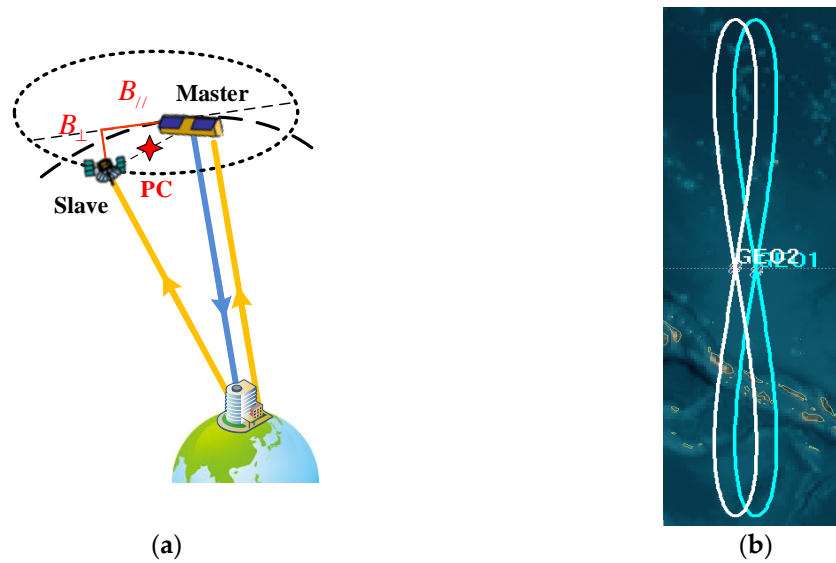 Master
B//
B⊥
PC
Slave
GEO2
GEO1
(a)
(b)